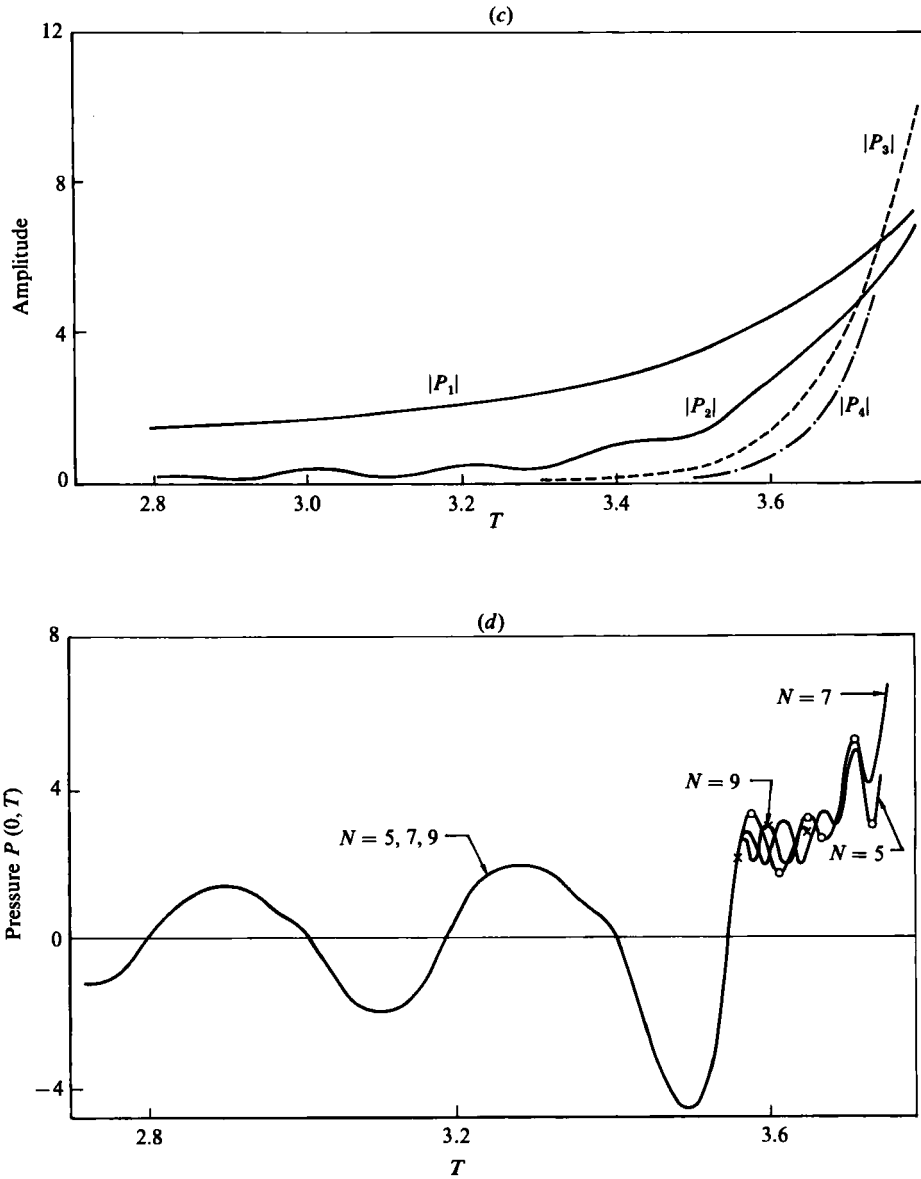 (c)
12
8
4
0
Amplitude
|P₁|
|P₂|
|P₃|
|P₄|
2.8 3.0 3.2 3.4 3.6
T
(d)
8
4
0
−4
Pressure P (0, T)
N = 5, 7, 9
N = 9
N = 7
N = 5
2.8 3.2 3.6
T